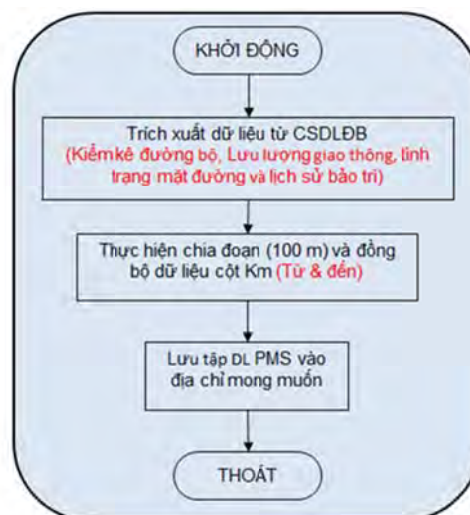 KHỞI ĐỘNG
Trích xuất dữ liệu từ CSDLĐB
(Kiểmkê đường bộ, Lưu lượng giao thông, tình
trạng mặt đường và lịch sử bảo trì)
Thực hiện chia đoạn (100 m) và đồng
bộ dữ liệu cột Km (Từ & đến)
Lưu tập DL PMS vào
địa chỉ mong muốn
THOÁT